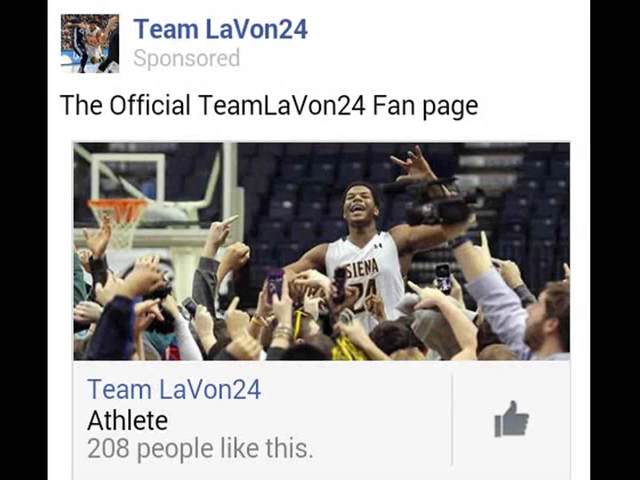 Team LaVon24
Sponsored
The Official TeamLaVon24 Fan page
SIENA
24
Team LaVon24
Athlete
208 people like this.